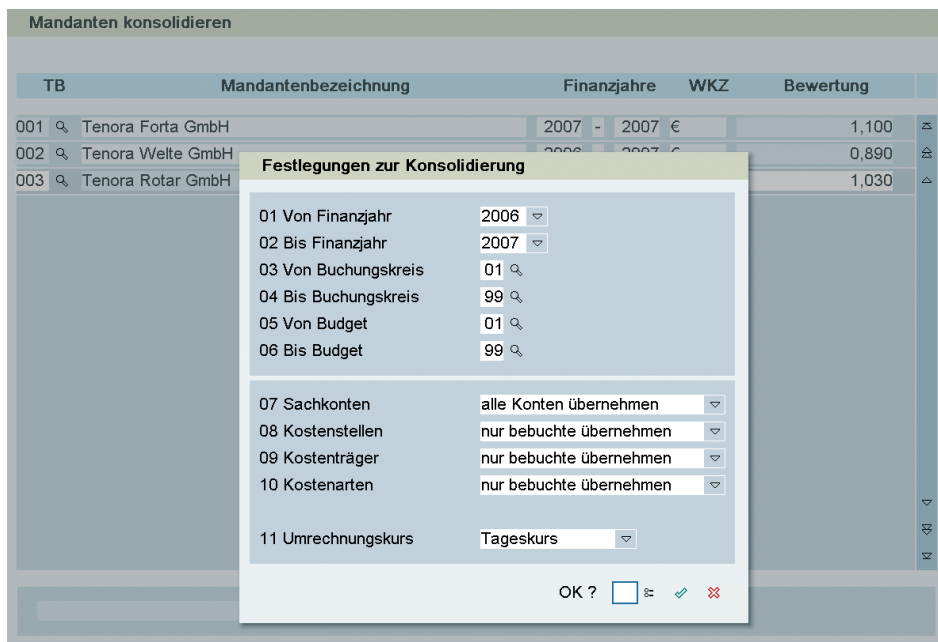 Mandanten konsolidieren
TB Mandantenbezeichnung Finanzjahre WKZ Bewertung
001 Tenora Forta GmbH 2007 - 2007 € 1,100
002 Tenora Welte GmbH 2006 2007 € 0,890
003 Tenora Rotar GmbH 1,030
Festlegungen zur Konsolidierung
01 Von Finanzjahr 2006
02 Bis Finanzjahr 2007
03 Von Buchungskreis 01
04 Bis Buchungskreis 99
05 Von Budget 01
06 Bis Budget 99
07 Sachkonten alle Konten übernehmen
08 Kostenstellen nur bebuchte übernehmen
09 Kostenträger nur bebuchte übernehmen
10 Kostenarten nur bebuchte übernehmen
11 Umrechnungskurs Tageskurs
OK ?